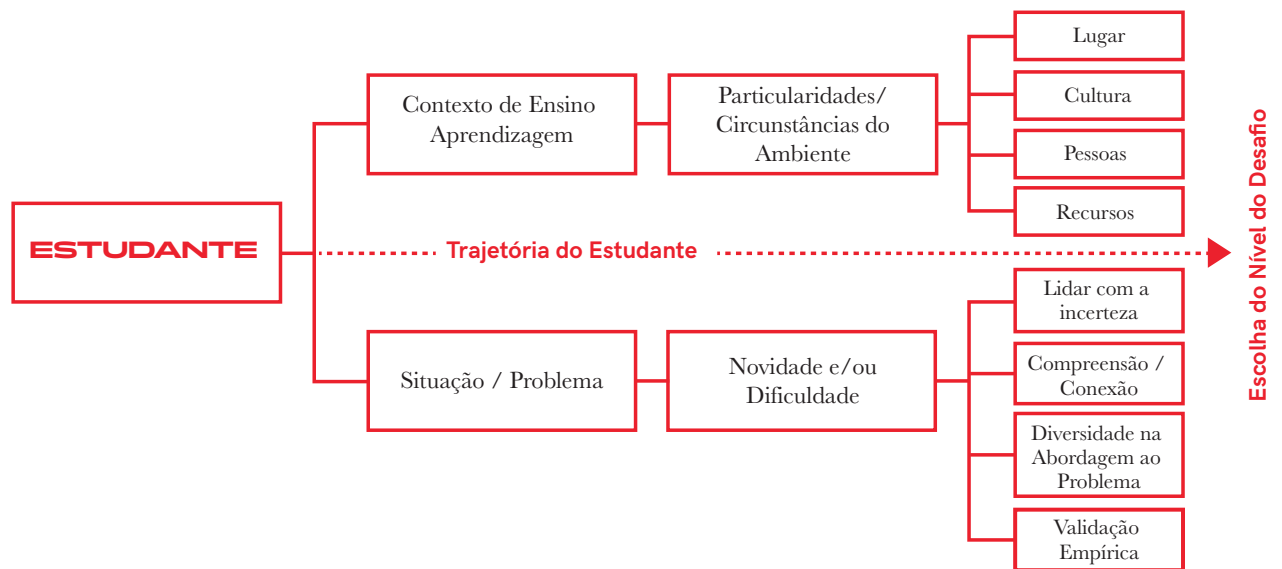 ESTUDANTE
Contexto de Ensino
Aprendizagem
Particularidades/
Circunstâncias do
Ambiente
Lugar
Cultura
Pessoas
Recursos
Trajetória do Estudante
Situação / Problema
Novidade e/ou
Dificuldade
Lidar com a
incerteza
Compreensão /
Conexão
Diversidade na
Abordagem ao
Problema
Validação
Empírica
Escolha do Nível do Desafio